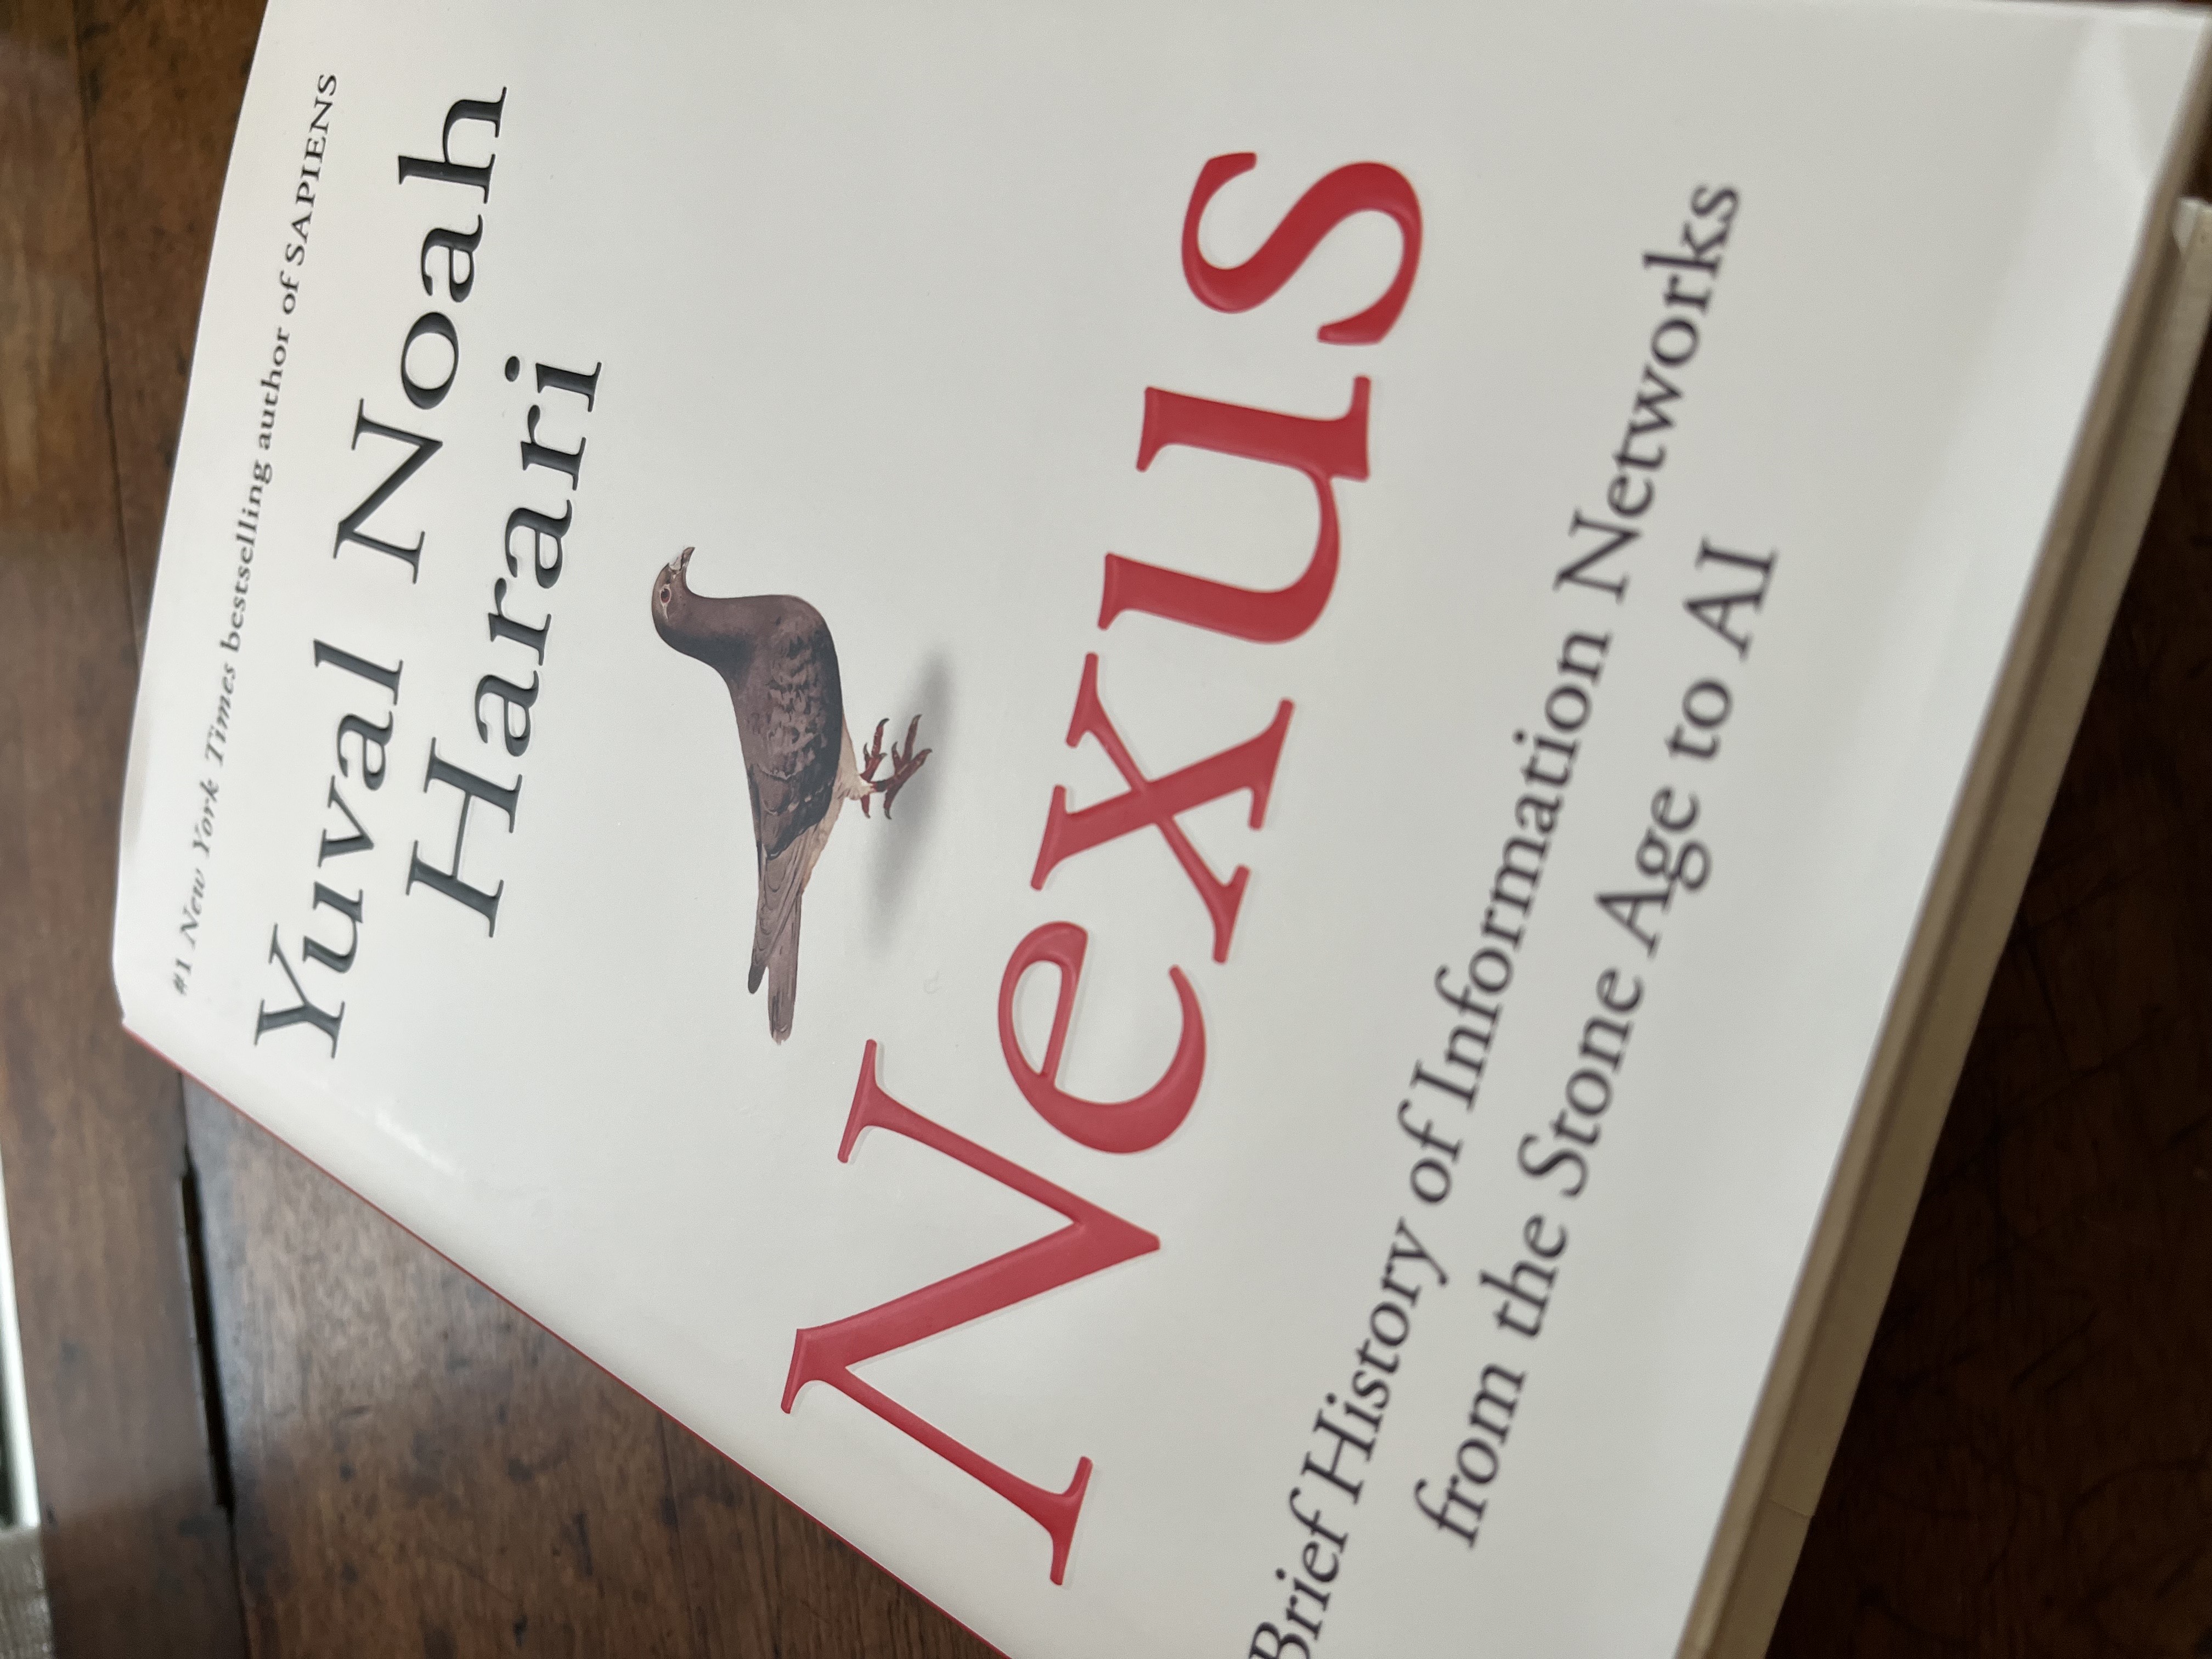 #1 New York Times bestselling author of SAPIENS
Yuval Noah
Harari
Nexus
Brief History of Information Networks
from the Stone Age to AI